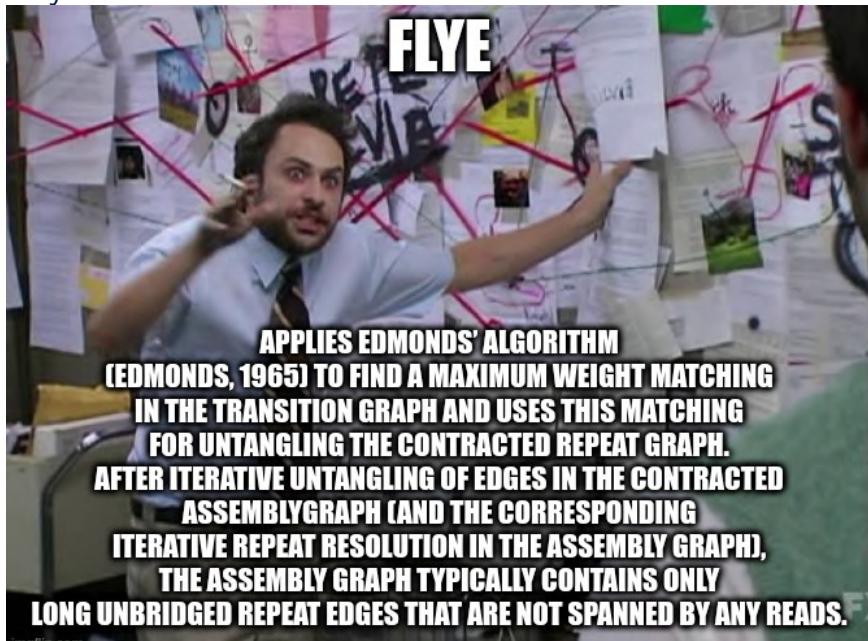 FLYE
APPLIES EDMONDS' ALGORITHM
(EDMONDS, 1965) TO FIND A MAXIMUM WEIGHT MATCHING
IN THE TRANSITION GRAPH AND USES THIS MATCHING
FOR UNTANGLING THE CONTRACTED REPEAT GRAPH.
AFTER ITERATIVE UNTANGLING OF EDGES IN THE CONTRACTED
ASSEMBLYGRAPH (AND THE CORRESPONDING
ITERATIVE REPEAT RESOLUTION IN THE ASSEMBLY GRAPH),
THE ASSEMBLY GRAPH TYPICALLY CONTAINS ONLY
LONG UNBRIDGED REPEAT EDGES THAT ARE NOT SPANNED BY ANY READS.